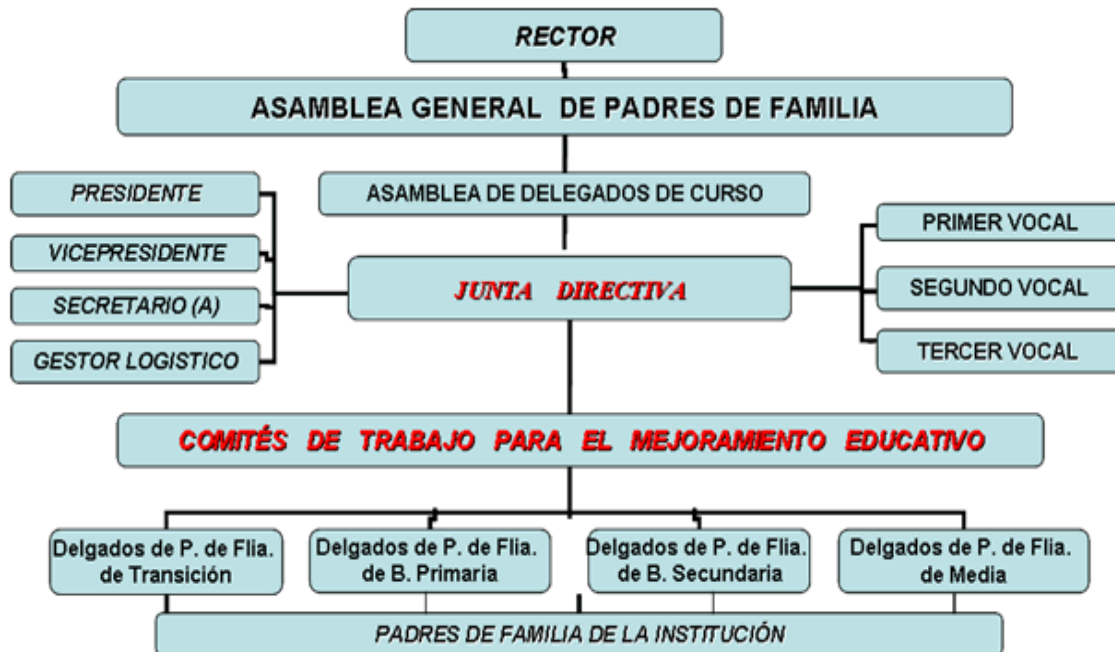 RECTOR
ASAMBLEA GENERAL DE PADRES DE FAMILIA
ASAMBLEA DE DELEGADOS DE CURSO
PRESIDENTE
VICEPRESIDENTE
SECRETARIO (A)
GESTOR LOGISTICO
JUNTA DIRECTIVA
PRIMER VOCAL
SEGUNDO VOCAL
TERCER VOCAL
COMITÉS DE TRABAJO PARA EL MEJORAMIENTO EDUCATIVO
Delgados de P. de Flia.
de Transición
Delgados de P. de Flia.
de B. Primaria
Delgados de P. de Flia.
de B. Secundaria
Delgados de P. de Flia.
de Media
PADRES DE FAMILIA DE LA INSTITUCIÓN